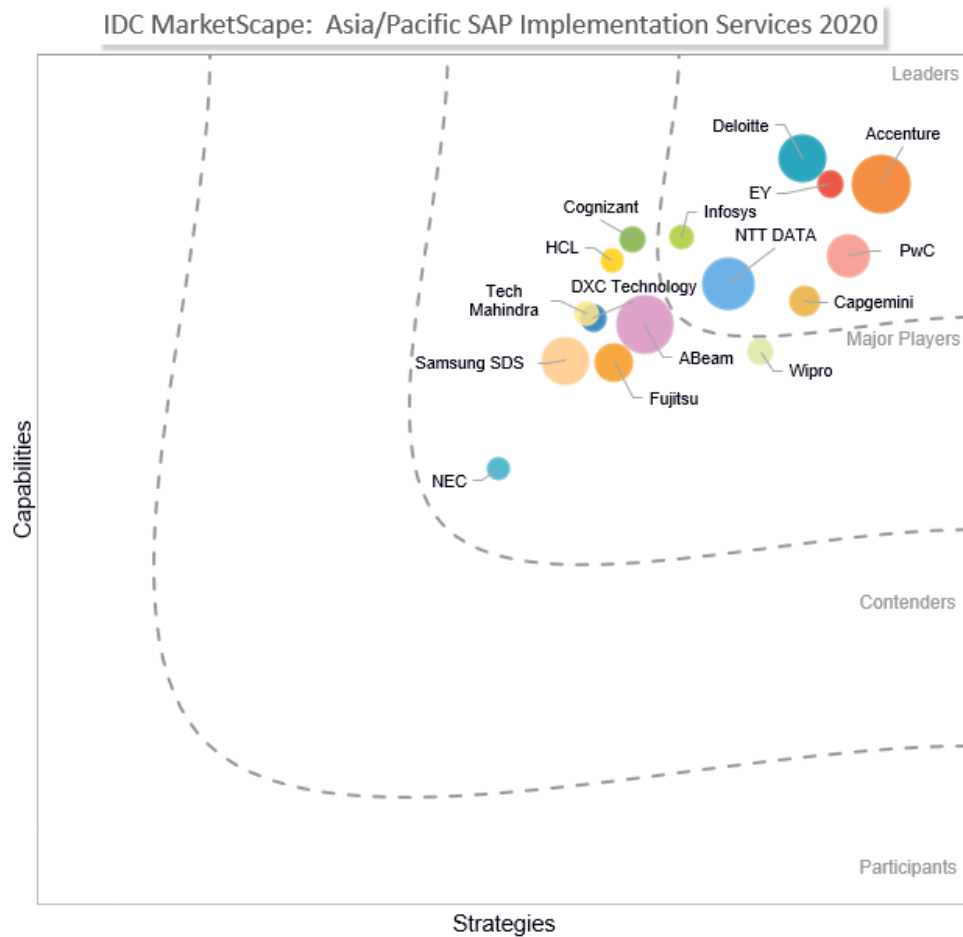 IDC MarketScape: Asia/Pacific SAP Implementation Services 2020
Leaders
Deloitte
Accenture
EY
Cognizant
Infosys
HCL
NTT DATA
PwC
Tech
Mahindra
DXC Technology
Capgemini
Major Players
Samsung SDS
ABeam
Wipro
Fujitsu
NEC
Capabilities
Contenders
Participants
Strategies